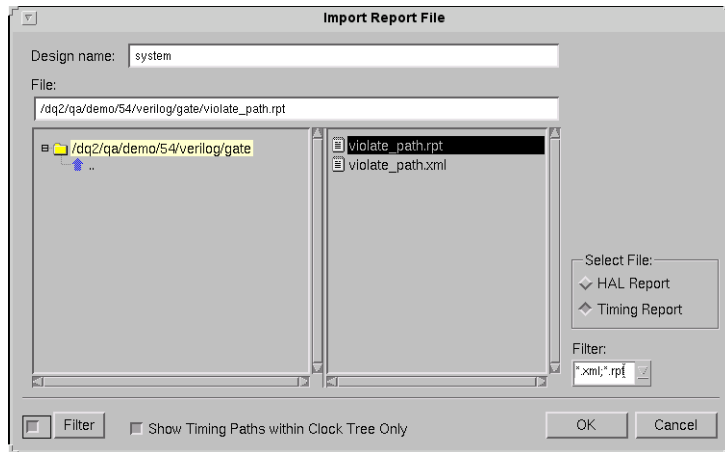 Import Report File
Design name: system
File:
/dq2/qa/demo/54/verilog/gate/violate_path.rpt
/dq2/qa/demo/54/verilog/gate
..
violate_path.rpt
violate_path.xml
Select File:
HAL Report
Timing Report
Filter:
*.xml;*.rpt
Filter
Show Timing Paths within Clock Tree Only
OK
Cancel